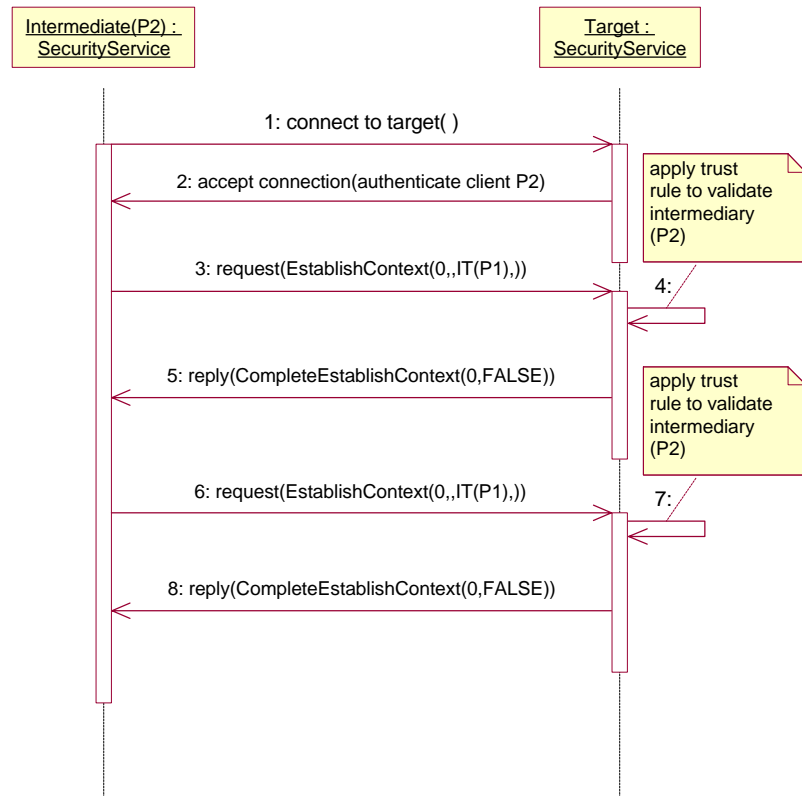 Intermediate(P2) :
SecurityService
Target :
SecurityService
1: connect to target( )
apply trust
rule to validate
intermediary
(P2)
2: accept connection(authenticate client P2)
3: request(EstablishContext(0,,IT(P1),))
4:
5: reply(CompleteEstablishContext(0,FALSE))
apply trust
rule to validate
intermediary
(P2)
6: request(EstablishContext(0,,IT(P1),))
7:
8: reply(CompleteEstablishContext(0,FALSE))